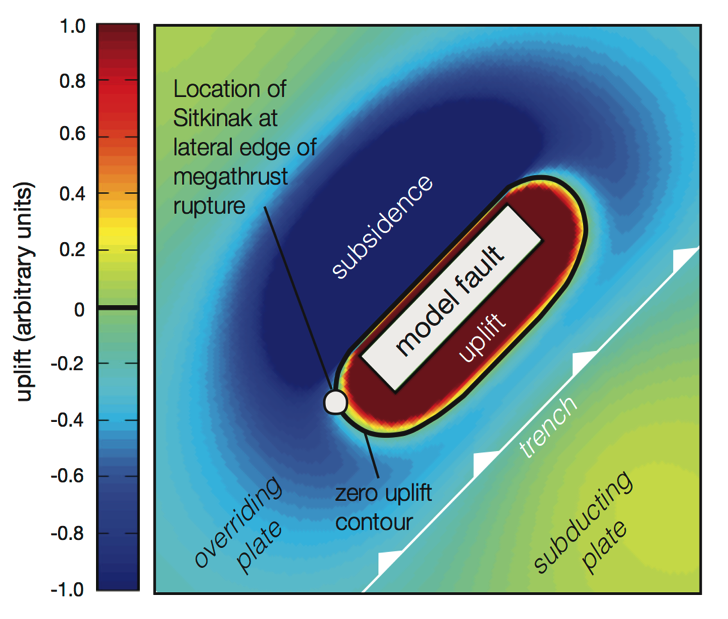 1.0
0.8
0.6
0.4
0.2
0
-0.2
-0.4
-0.6
-0.8
-1.0
uplift (arbitrary units)
Location of
Sitkinak at
lateral edge of
megathrust
rupture
subsidence
model fault
uplift
trench
zero uplift
contour
overriding
plate
subducting
plate